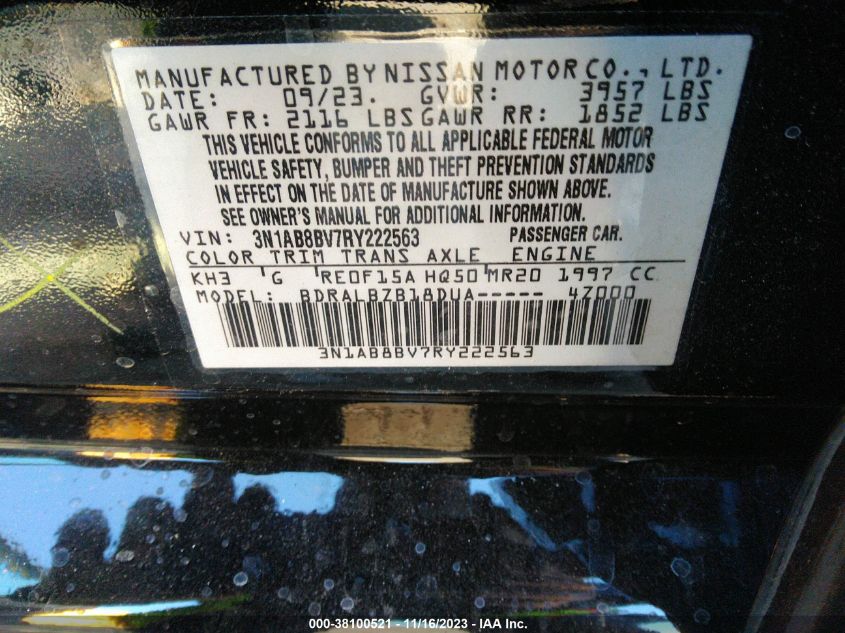 MANUFACTURED BY NISSAN MOTOR CO., LTD.
DATE: 09/23. GVWR: 3957 LBS
GAWR FR: 2116 LBS GAWR RR: 1852 LBS
THIS VEHICLE CONFORMS TO ALL APPLICABLE FEDERAL MOTOR
VEHICLE SAFETY, BUMPER AND THEFT PREVENTION STANDARDS
IN EFFECT ON THE DATE OF MANUFACTURE SHOWN ABOVE.
SEE OWNER'S MANUAL FOR ADDITIONAL INFORMATION.
VIN: 3N1AB8BV7RY222563 PASSENGER CAR.
COLOR TRIM TRANS AXLE ENGINE
KH3 G RE0F15A HQ50 MR20 1997 CC
MODEL: BDRALBZB18DUA----- 4Z000
3N1AB8BV7RY222563
000-38100521 - 11/16/2023 - IAA Inc.